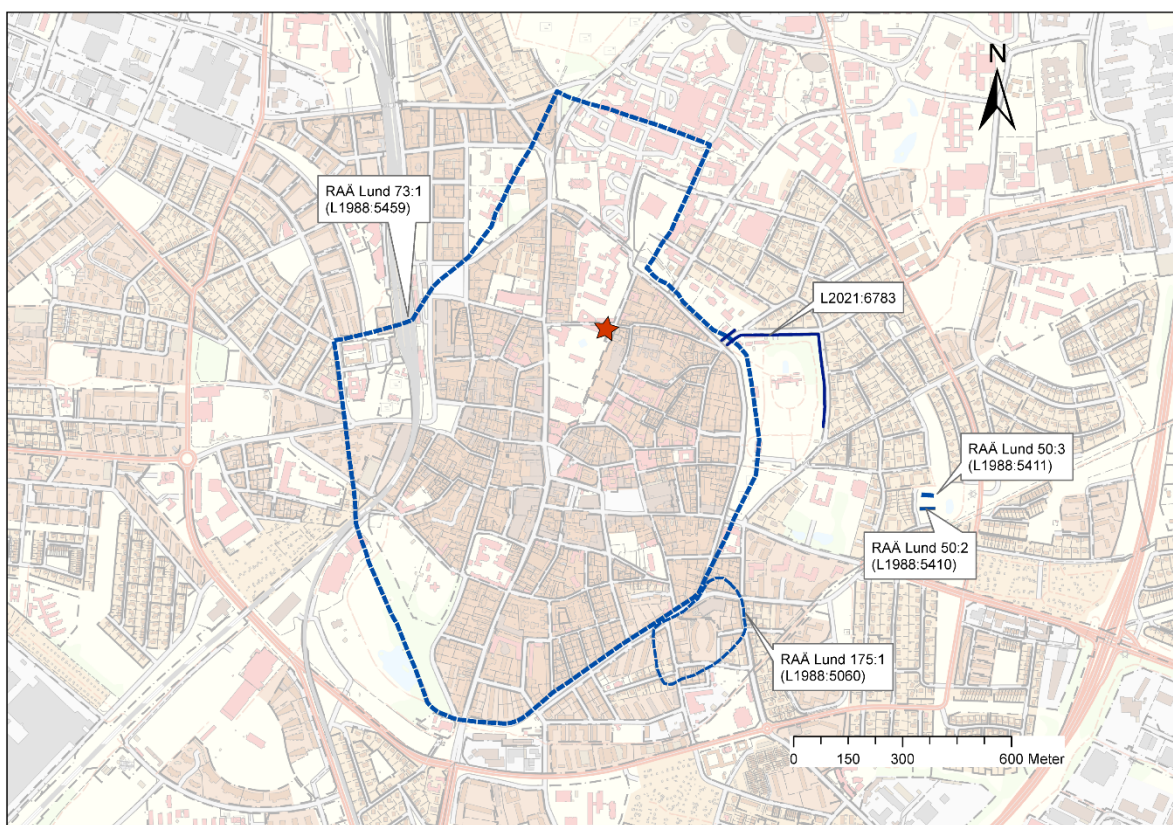 N
RAÄ Lund 73:1
(L1988:5459)
L2021:6783
RAÄ Lund 50:3
(L1988:5411)
RAÄ Lund 50:2
(L1988:5410)
RAÄ Lund 175:1
(L1988:5060)
0 150 300 600 Meter